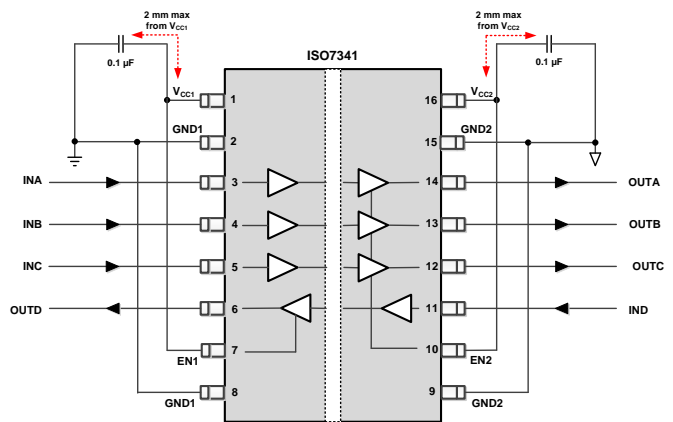 2 mm max
from VCC1
2 mm max
from VCC2
0.1 µF
ISO7341
0.1 µF
VCC1
1
16
VCC2
GND1
2
15
GND2
INA
3
14
OUTA
INB
4
13
OUTB
INC
5
12
OUTC
OUTD
6
11
IND
EN1
7
10
EN2
GND1
8
9
GND2